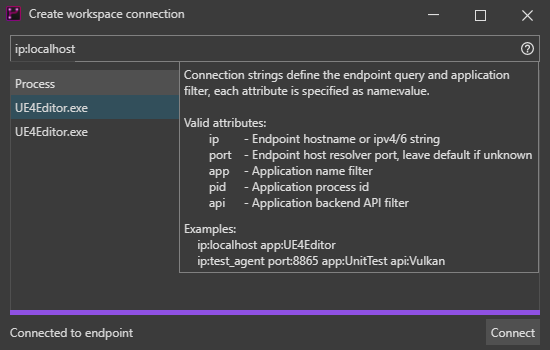 Create workspace connection
ip:localhost
Process
UE4Editor.exe
UE4Editor.exe
Connection strings define the endpoint query and application
filter, each attribute is specified as name:value.
Valid attributes:
ip - Endpoint hostname or ipv4/6 string
port - Endpoint host resolver port, leave default if unknown
app - Application name filter
pid - Application process id
api - Application backend API filter
Examples:
ip:localhost app:UE4Editor
ip:test_agent port:8865 app:UnitTest api:Vulkan
Connected to endpoint
Connect